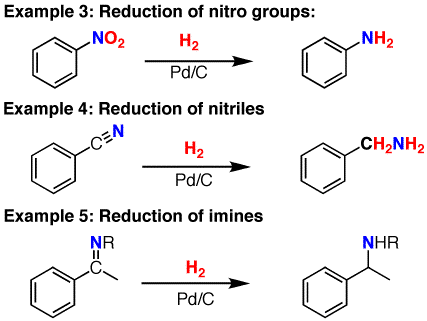 Example 3: Reduction of nitro groups:
NO2 H2 NH2
Pd/C
Example 4: Reduction of nitriles
C N H2 CH2NH2
Pd/C
Example 5: Reduction of imines
NR NHR
C H2
Pd/C